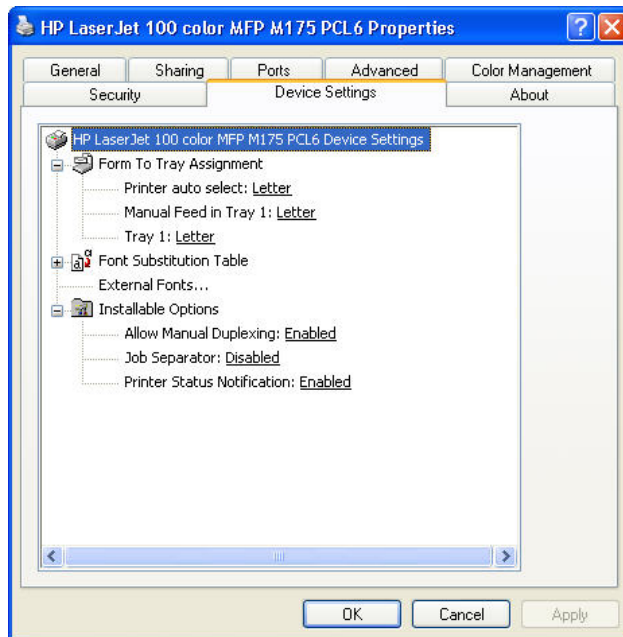 HP LaserJet 100 color MFP M175 PCL6 Properties
General Sharing Ports Advanced Color Management
Security Device Settings About
HP LaserJet 100 color MFP M175 PCL6 Device Settings
Form To Tray Assignment
Printer auto select: Letter
Manual Feed in Tray 1: Letter
Tray 1: Letter
Font Substitution Table
External Fonts...
Installable Options
Allow Manual Duplexing: Enabled
Job Separator: Disabled
Printer Status Notification: Enabled
OK Cancel Apply